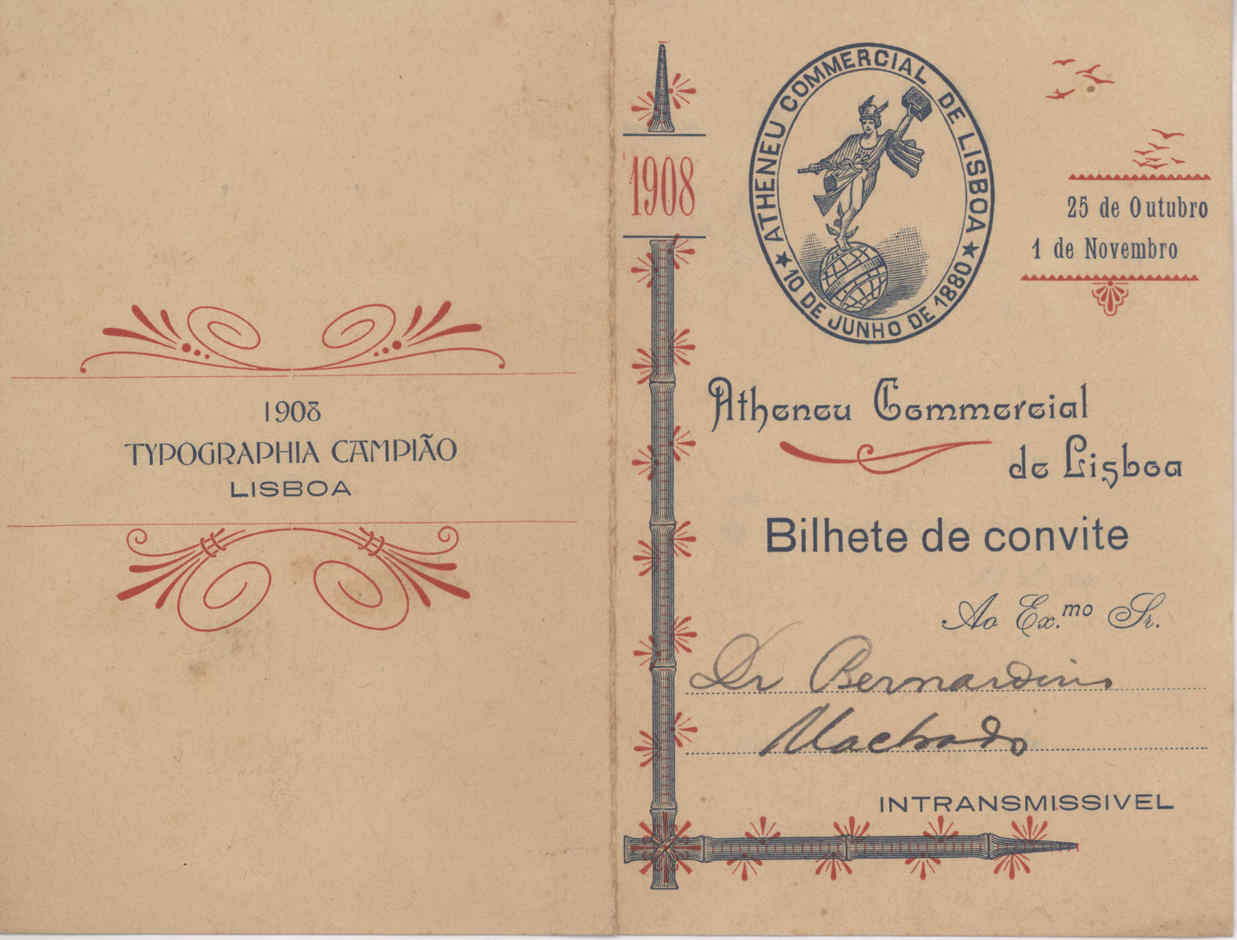 1908
TYPOGRAPHIA CAMPIÃO
LISBOA
1908
ATHENEU COMMERCIAL DE LISBOA
★ 10 DE JUNHO DE 1880 ★
25 de Outubro
1 de Novembro
Atheneu Commercial
de Lisboa
Bilhete de convite
Ao Ex.mo Sr.
Dr Bernardino
Machado
INTRANSMISSIVEL